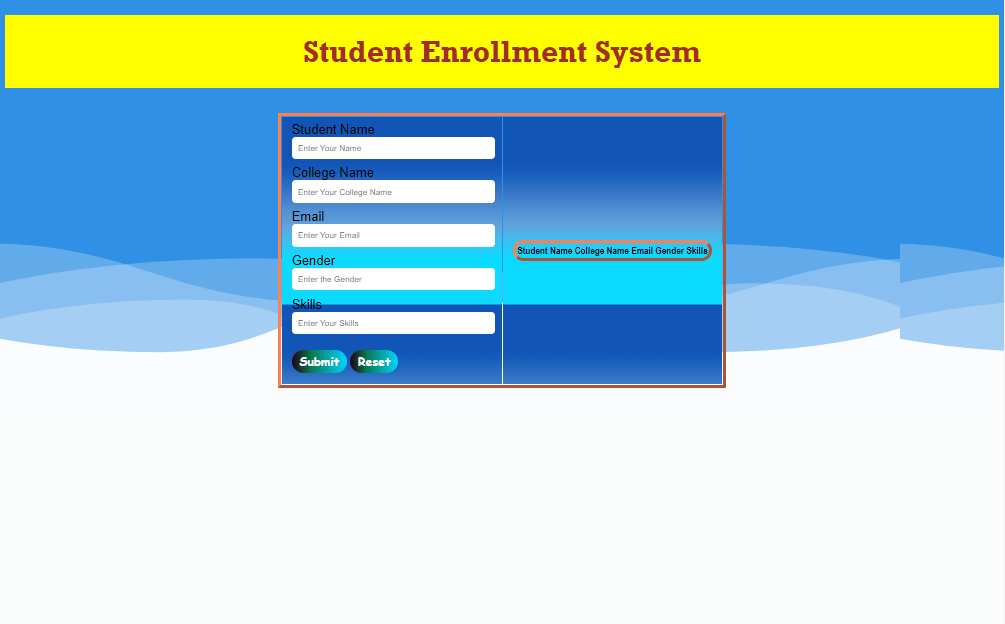 Student Enrollment System
Student Name
Enter Your Name
College Name
Enter Your College Name
Email
Enter Your Email
Gender
Enter the Gender
Skills
Enter Your Skills
Submit Reset
Student Name College Name Email Gender Skills